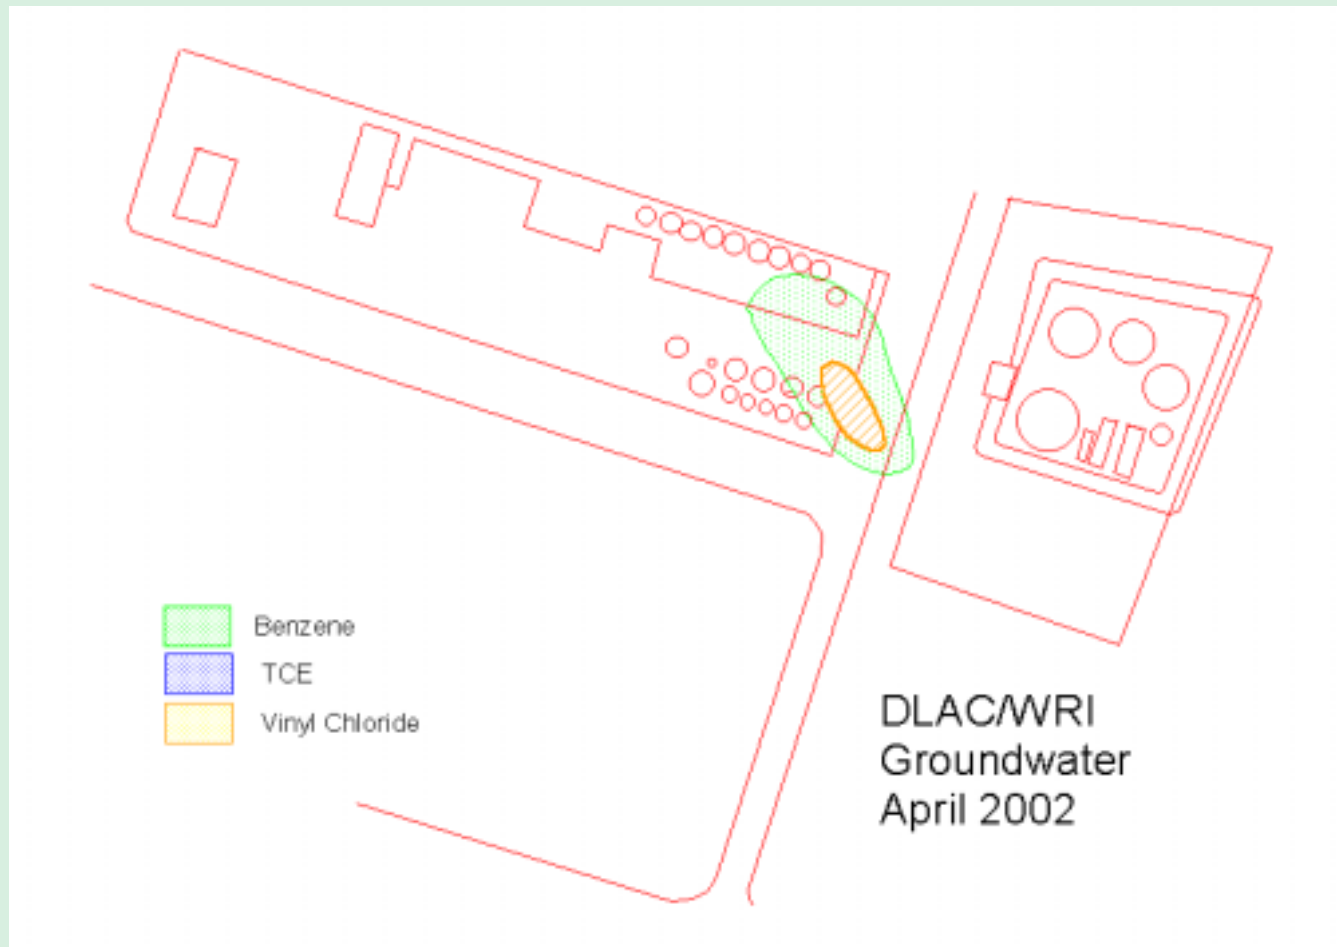 Benzene
TCE
Vinyl Chloride
DLAC/WRI
Groundwater
April 2002